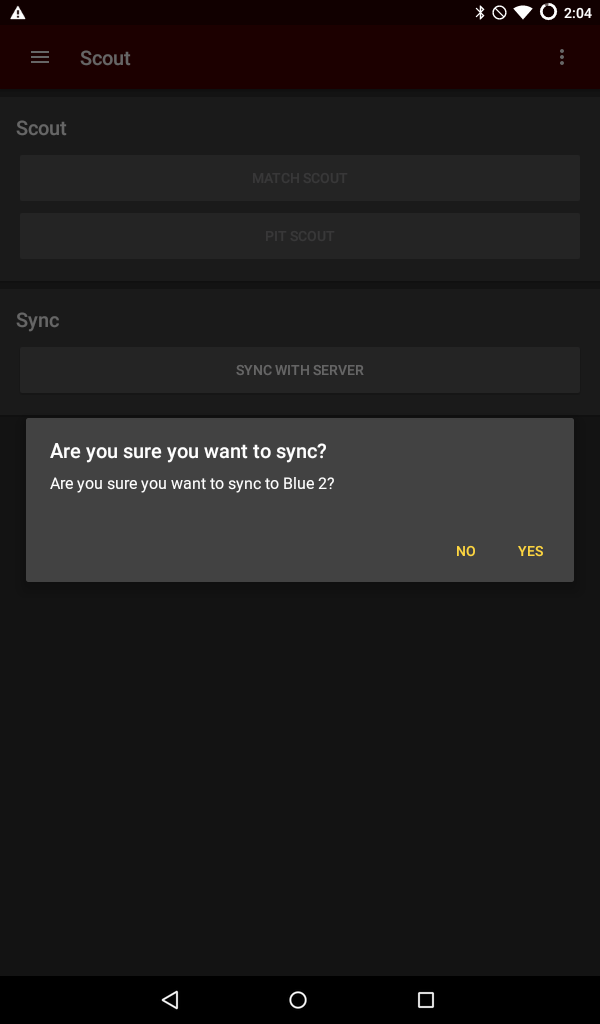 2:04
Scout
Scout
MATCH SCOUT
PIT SCOUT
Sync
SYNC WITH SERVER
Are you sure you want to sync?
Are you sure you want to sync to Blue 2?
NO YES